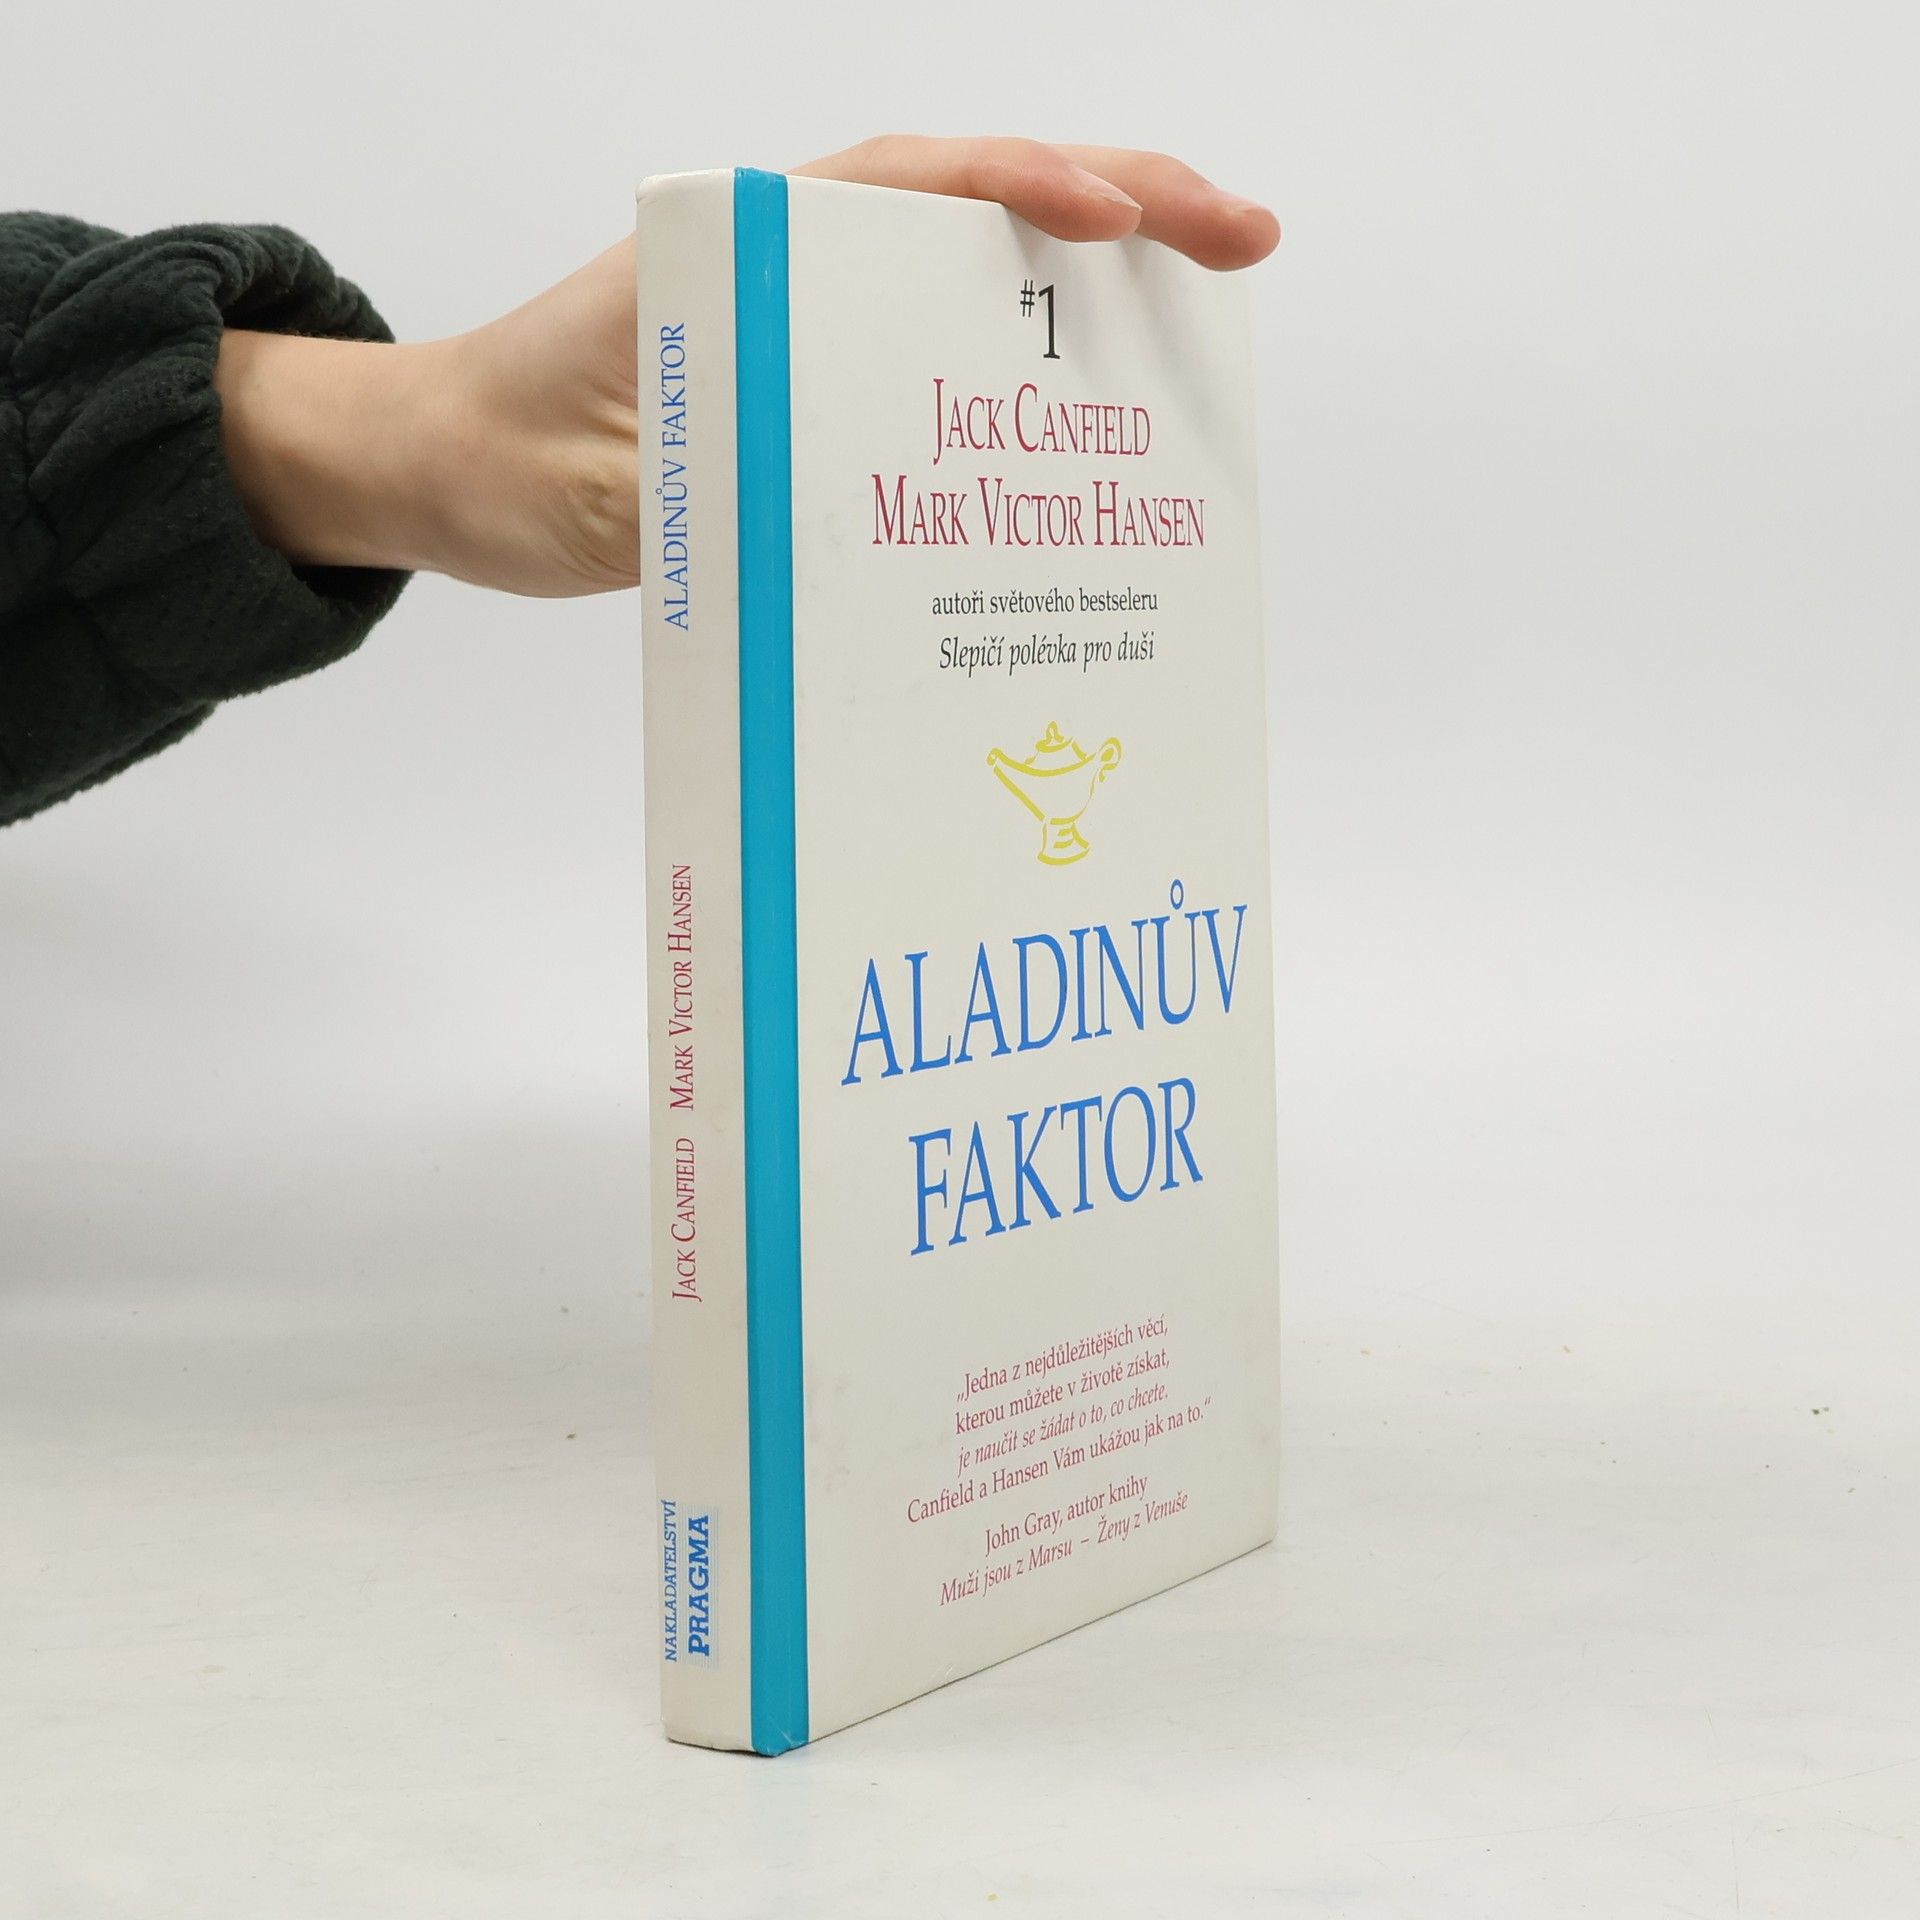 ALADINŮV FAKTOR
JACK CANFIELD MARK VICTOR HANSEN
NAKLADATELSTVÍ
PRAGMA
#1
JACK CANFIELD
MARK VICTOR HANSEN
autoři světového bestseleru
Slepičí polévka pro duši
ALADINŮV
FAKTOR
„Jedna z nejdůležitějších věcí,
kterou můžete v životě získat,
je naučit se žádat o to, co chcete.
Canfield a Hansen Vám ukážou jak na to.“
John Gray, autor knihy
Muži jsou z Marsu – Ženy z Venuše